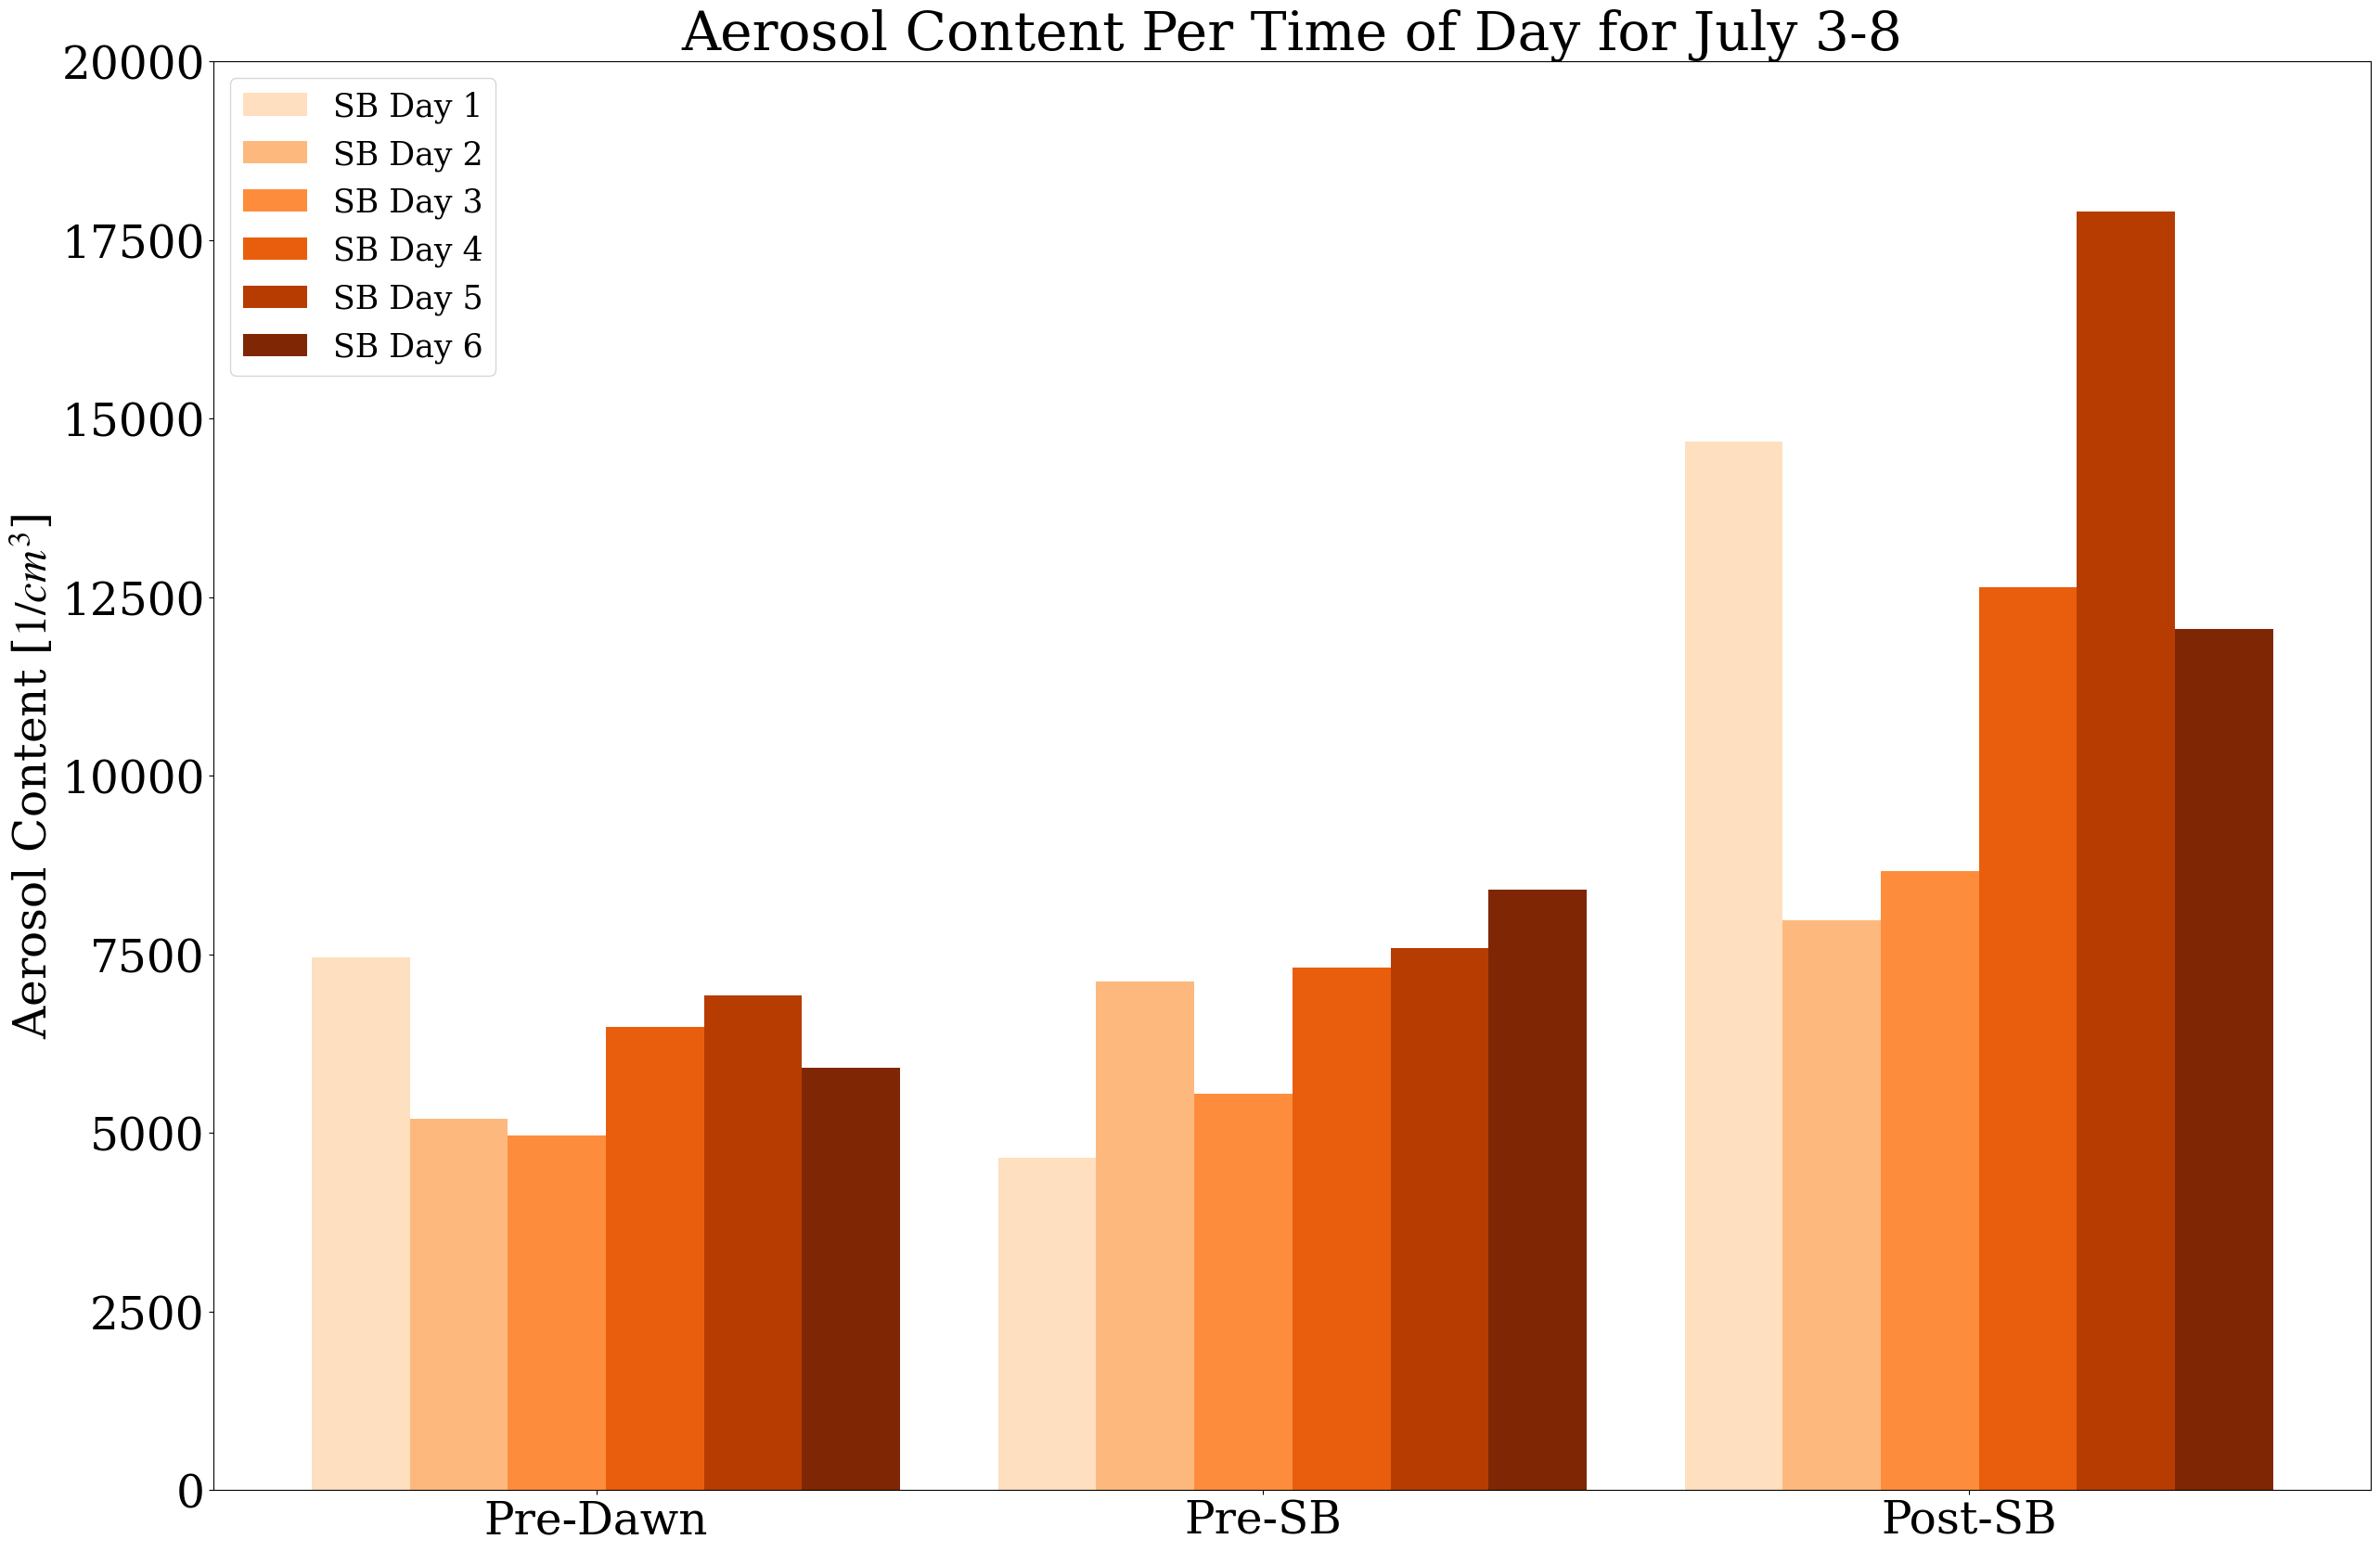 Aerosol Content Per Time of Day for July 3-8
SB Day 1
SB Day 2
SB Day 3
SB Day 4
SB Day 5
SB Day 6
Aerosol Content [1/cm³]
20000
17500
15000
12500
10000
7500
5000
2500
0
Pre-Dawn
Pre-SB
Post-SB